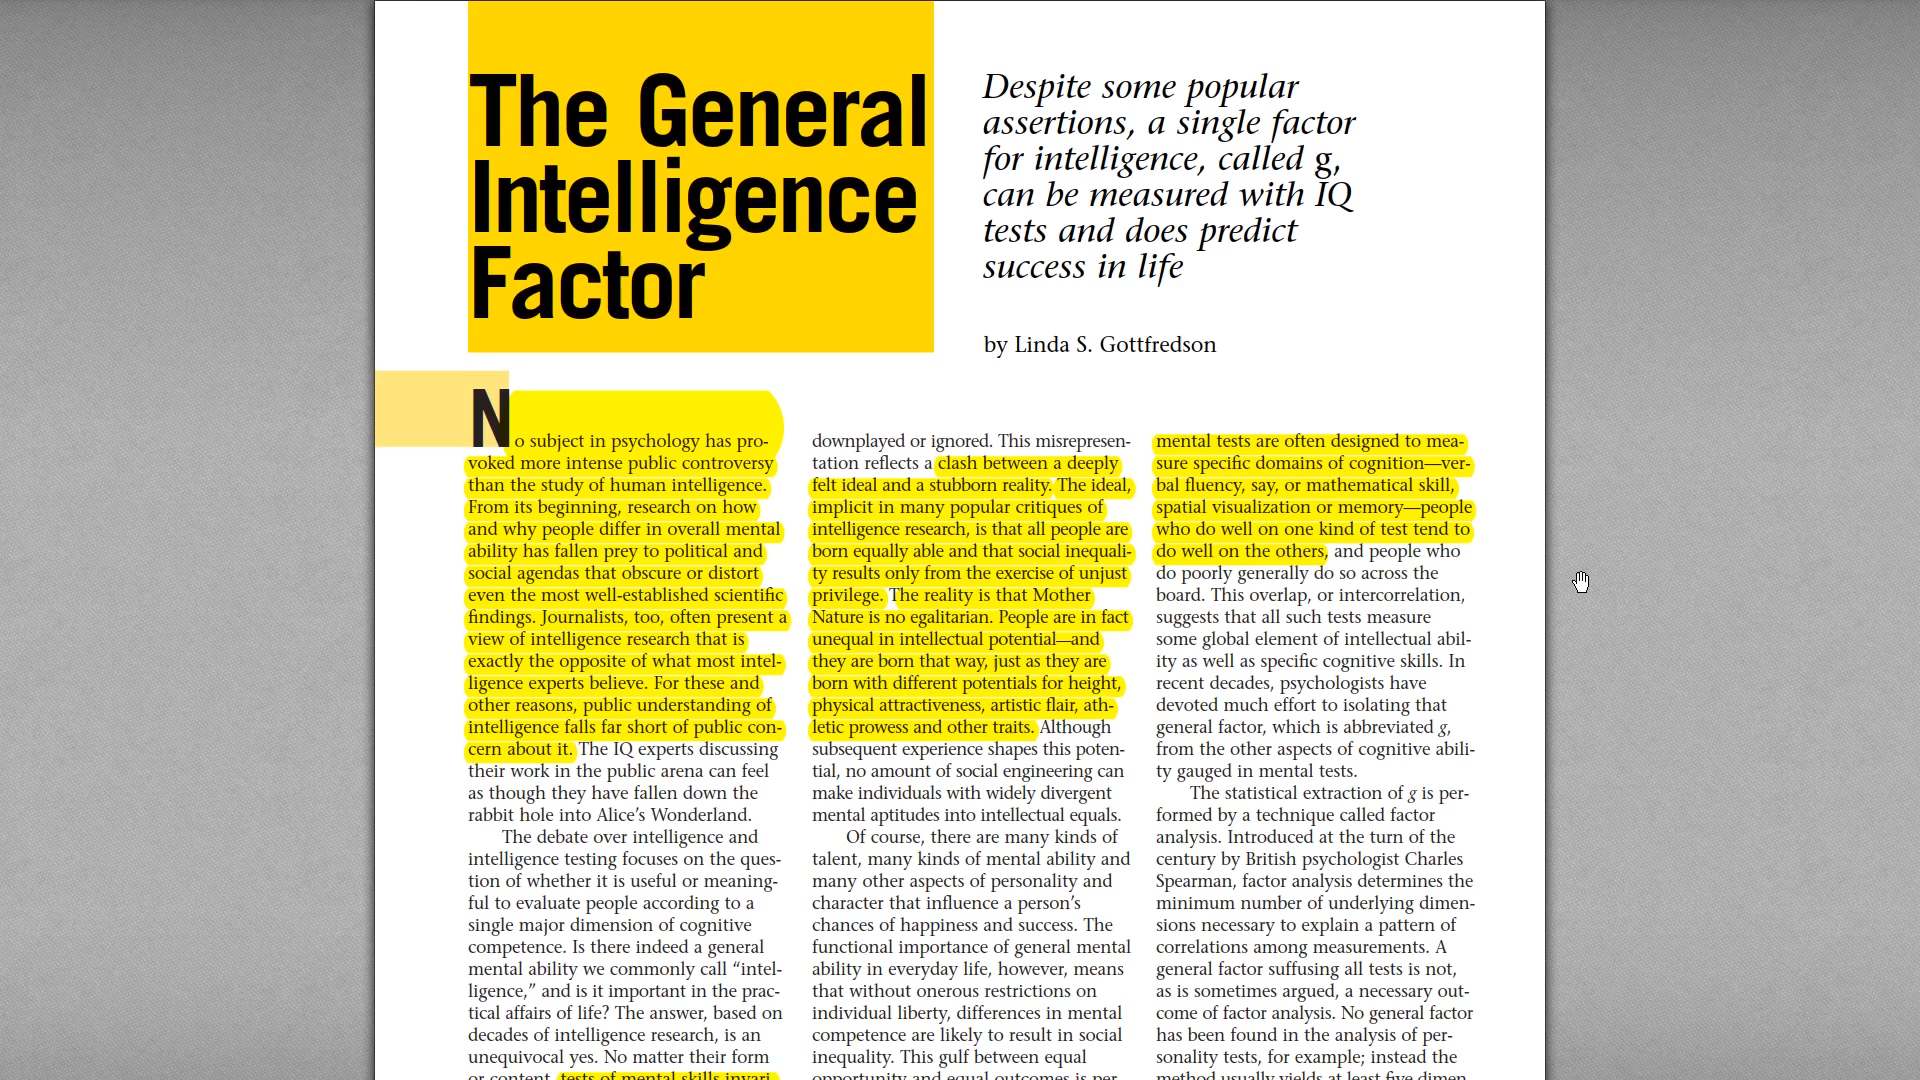 The General
Intelligence
Factor
Despite some popular
assertions, a single factor
for intelligence, called g,
can be measured with IQ
tests and does predict
success in life
by Linda S. Gottfredson
No subject in psychology has pro-
voked more intense public controversy
than the study of human intelligence.
From its beginning, research on how
and why people differ in overall mental
ability has fallen prey to political and
social agendas that obscure or distort
even the most well-established scientific
findings. Journalists, too, often present a
view of intelligence research that is
exactly the opposite of what most intel-
ligence experts believe. For these and
other reasons, public understanding of
intelligence falls far short of public con-
cern about it. The IQ experts discussing
their work in the public arena can feel
as though they have fallen down the
rabbit hole into Alice’s Wonderland.
The debate over intelligence and
intelligence testing focuses on the ques-
tion of whether it is useful or meaning-
ful to evaluate people according to a
single major dimension of cognitive
competence. Is there indeed a general
mental ability we commonly call “intel-
ligence,” and is it important in the prac-
tical affairs of life? The answer, based on
decades of intelligence research, is an
unequivocal yes. No matter their form
or content, tests of mental skills invari-
downplayed or ignored. This misrepresen-
tation reflects a clash between a deeply
felt ideal and a stubborn reality. The ideal,
implicit in many popular critiques of
intelligence research, is that all people are
born equally able and that social inequali-
ty results only from the exercise of unjust
privilege. The reality is that Mother
Nature is no egalitarian. People are in fact
unequal in intellectual potential—and
they are born that way, just as they are
born with different potentials for height,
physical attractiveness, artistic flair, ath-
letic prowess and other traits. Although
subsequent experience shapes this poten-
tial, no amount of social engineering can
make individuals with widely divergent
mental aptitudes into intellectual equals.
Of course, there are many kinds of
talent, many kinds of mental ability and
many other aspects of personality and
character that influence a person’s
chances of happiness and success. The
functional importance of general mental
ability in everyday life, however, means
that without onerous restrictions on
individual liberty, differences in mental
competence are likely to result in social
inequality. This gulf between equal
opportunity and equal outcomes is per-
mental tests are often designed to mea-
sure specific domains of cognition—ver-
bal fluency, say, or mathematical skill,
spatial visualization or memory—people
who do well on one kind of test tend to
do well on the others, and people who
do poorly generally do so across the
board. This overlap, or intercorrelation,
suggests that all such tests measure
some global element of intellectual abil-
ity as well as specific cognitive skills. In
recent decades, psychologists have
devoted much effort to isolating that
general factor, which is abbreviated g,
from the other aspects of cognitive abili-
ty gauged in mental tests.
The statistical extraction of g is per-
formed by a technique called factor
analysis. Introduced at the turn of the
century by British psychologist Charles
Spearman, factor analysis determines the
minimum number of underlying dimen-
sions necessary to explain a pattern of
correlations among measurements. A
general factor suffusing all tests is not,
as is sometimes argued, a necessary out-
come of factor analysis. No general factor
has been found in the analysis of per-
sonality tests, for example; instead the
method usually yields at least five dimen-